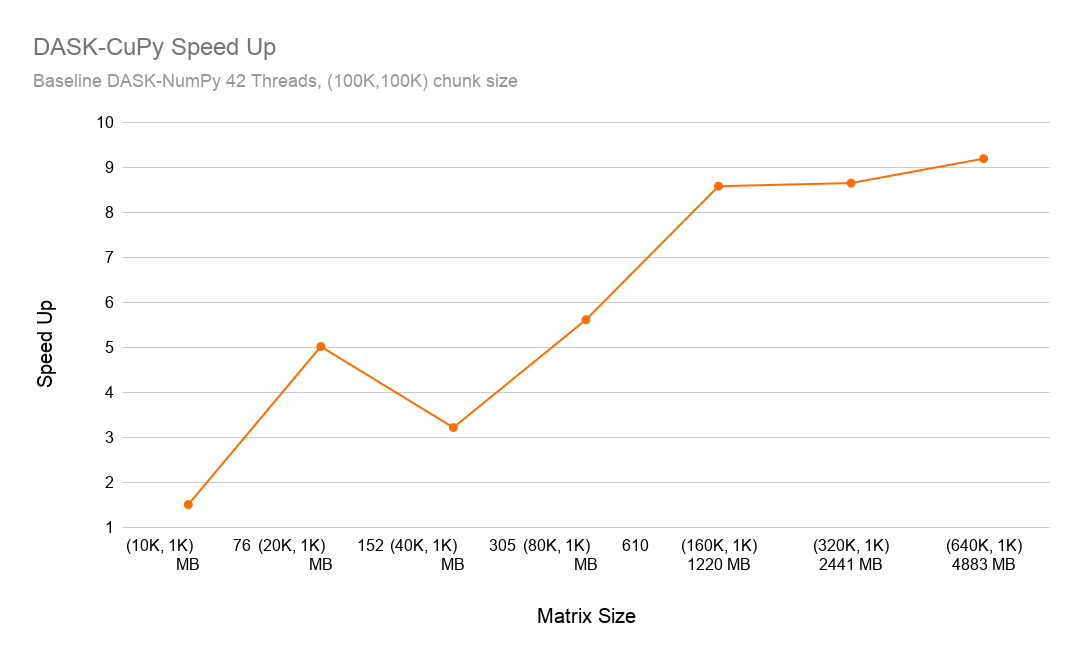 DASK-CuPy Speed Up
Baseline DASK-NumPy 42 Threads, (100K,100K) chunk size
10
9
8
7
6
5
4
3
2
1
Speed Up
(10K, 1K) 76 (20K, 1K) 152 (40K, 1K) 305 (80K, 1K) 610 (160K, 1K) (320K, 1K) (640K, 1K)
MB MB MB MB 1220 MB 2441 MB 4883 MB
Matrix Size